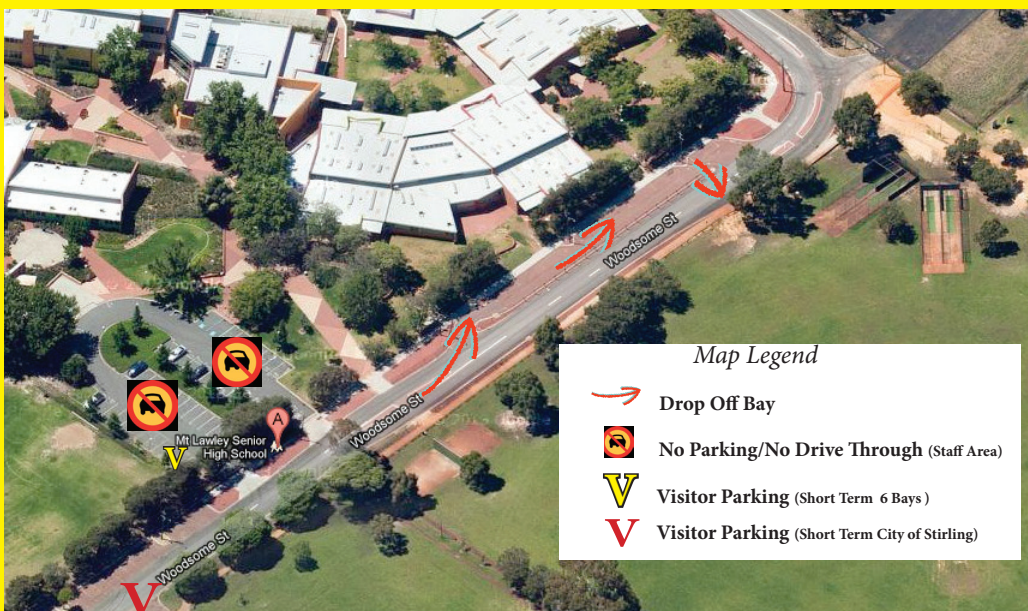 Woodsome St
Woodsome St
A
Mt Lawley Senior
High School
V
Woodsome St
V
Map Legend
Drop Off Bay
No Parking/No Drive Through (Staff Area)
V Visitor Parking (Short Term 6 Bays )
V Visitor Parking (Short Term City of Stirling)